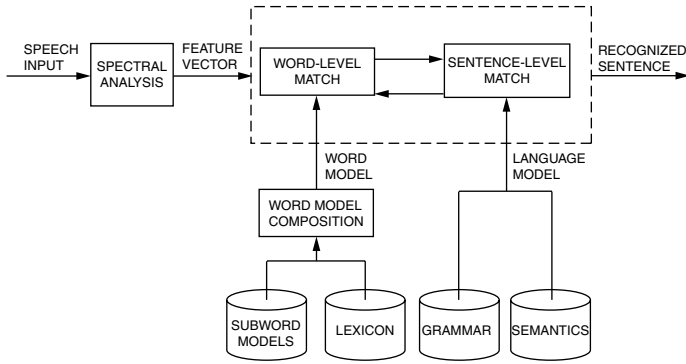 SPEECH
INPUT
SPECTRAL
ANALYSIS
FEATURE
VECTOR
WORD–LEVEL
MATCH
SENTENCE-LEVEL
MATCH
RECOGNIZED
SENTENCE
WORD
MODEL
LANGUAGE
MODEL
WORD MODEL
COMPOSITION
SUBWORD
MODELS
LEXICON
GRAMMAR
SEMANTICS